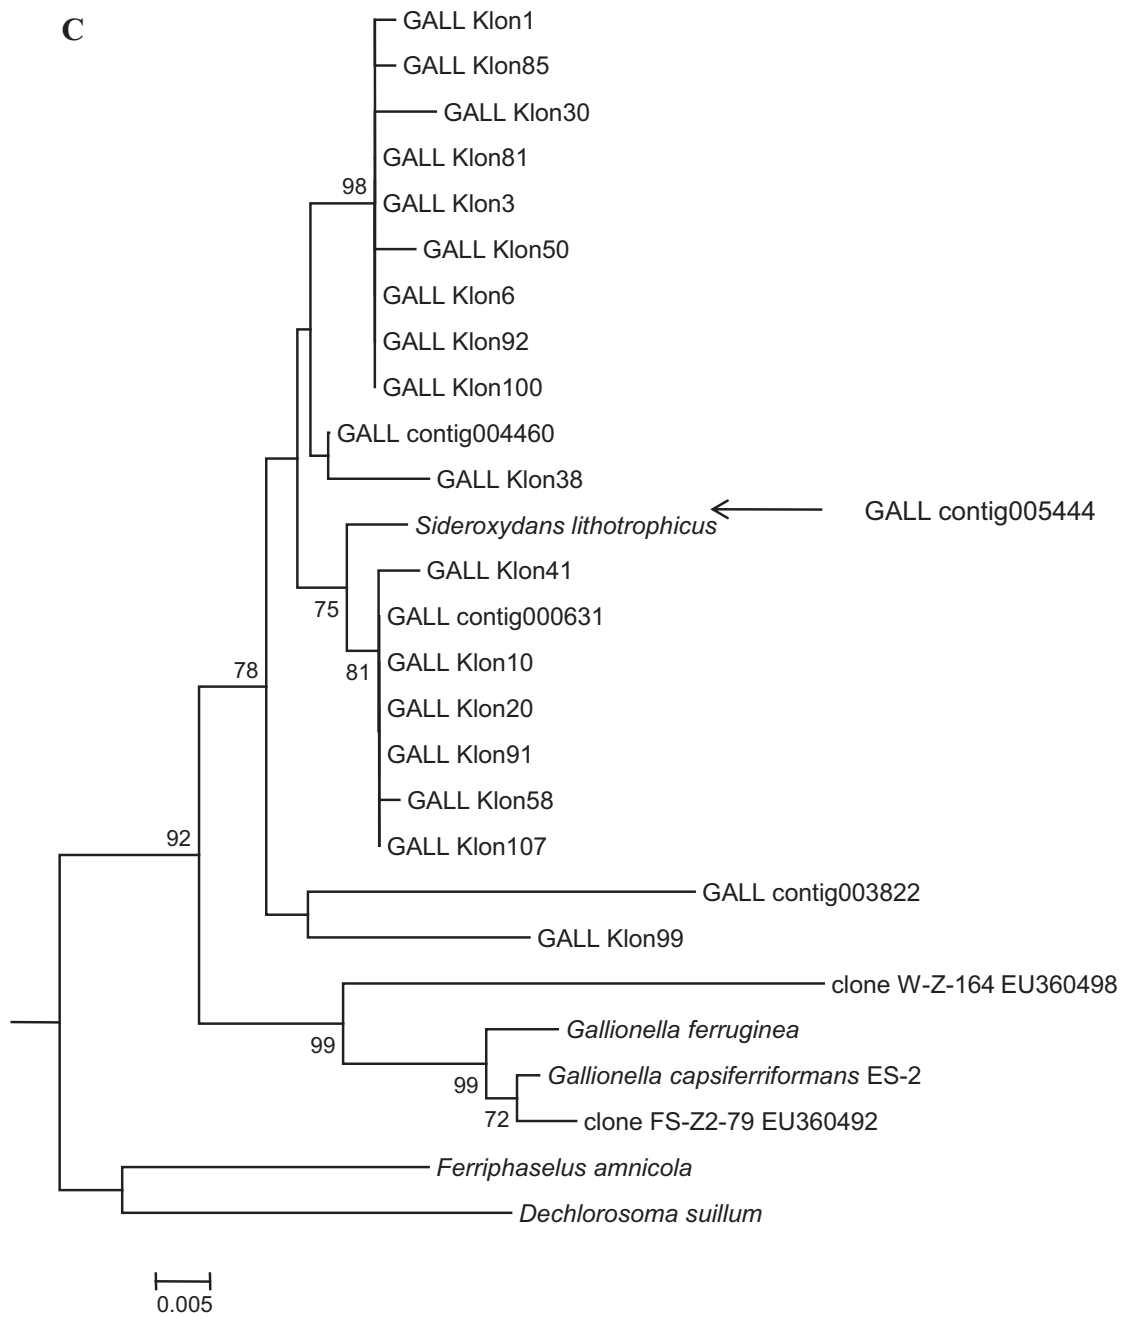 C
GALL Klon1
GALL Klon85
GALL Klon30
GALL Klon81
98
GALL Klon3
GALL Klon50
GALL Klon6
GALL Klon92
GALL Klon100
GALL contig004460
GALL Klon38
GALL contig005444
Sideroxydans lithotrophicus
GALL Klon41
75
GALL contig000631
GALL Klon10
78
81
GALL Klon20
GALL Klon91
GALL Klon58
92
GALL Klon107
GALL contig003822
GALL Klon99
clone W-Z-164 EU360498
Gallionella ferruginea
99
Gallionella capsiferriformans ES-2
99
72
clone FS-Z2-79 EU360492
Ferriphaselus amnicola
Dechlorosoma suillum
0.005